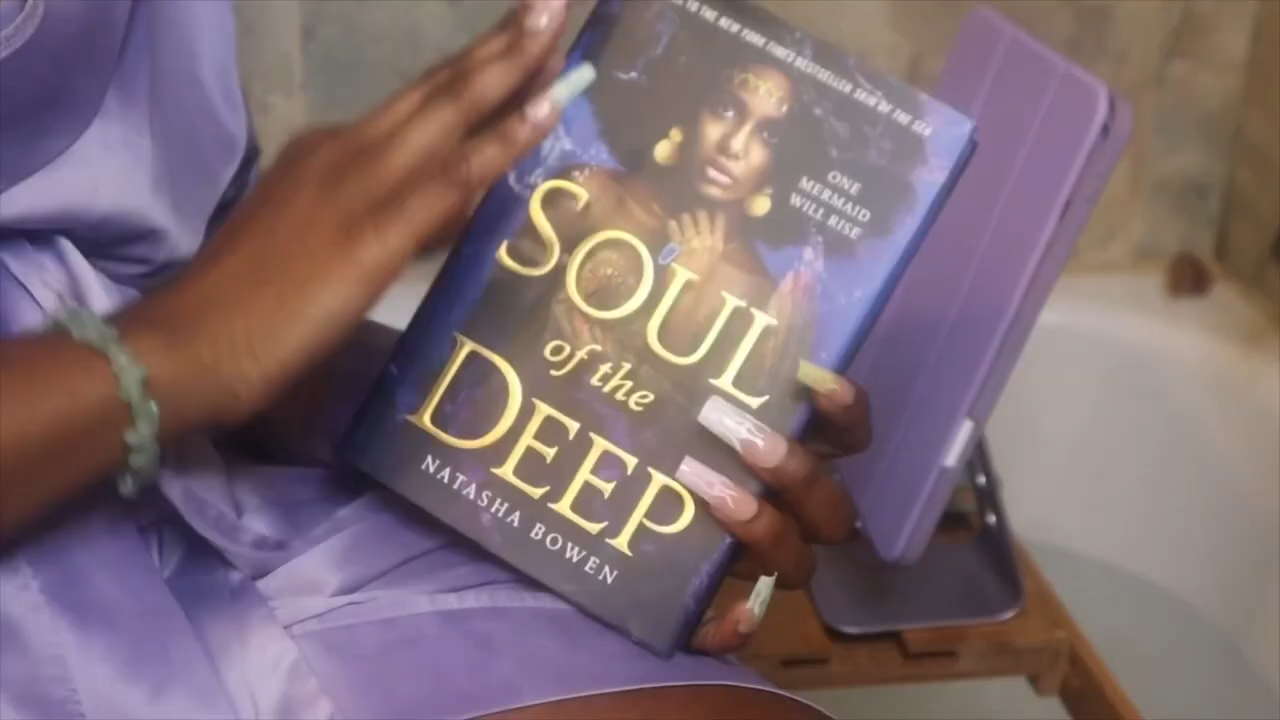 TO THE NEW YORK TIMES BESTSELLER SKIN OF THE SEA
ONE
MERMAID
WILL RISE
SOUL
of the
DEEP
NATASHA BOWEN